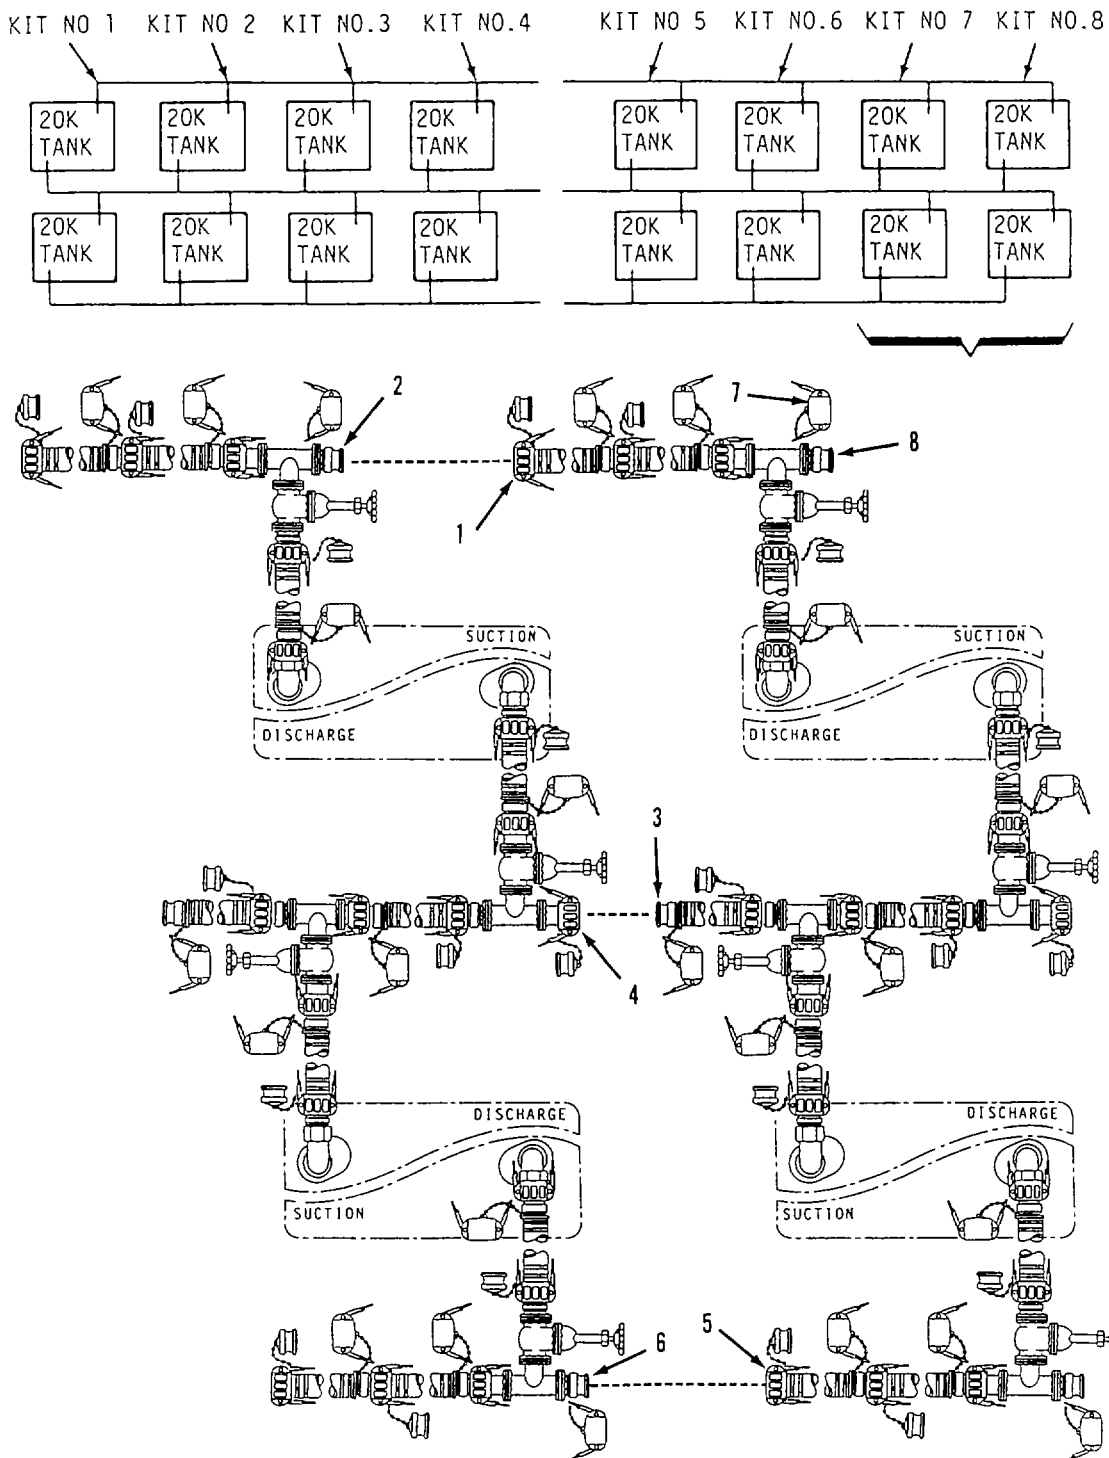 KIT NO 1 KIT NO 2 KIT NO.3 KIT NO.4 KIT NO 5 KIT NO.6 KIT NO 7 KIT NO.8
20K 20K 20K 20K 20K 20K 20K 20K
TANK TANK TANK TANK TANK TANK TANK TANK
20K 20K 20K 20K 20K 20K 20K 20K
TANK TANK TANK TANK TANK TANK TANK TANK
2 7 8
1
SUCTION SUCTION
DISCHARGE DISCHARGE
3
4
DISCHARGE DISCHARGE
SUCTION SUCTION
6 5